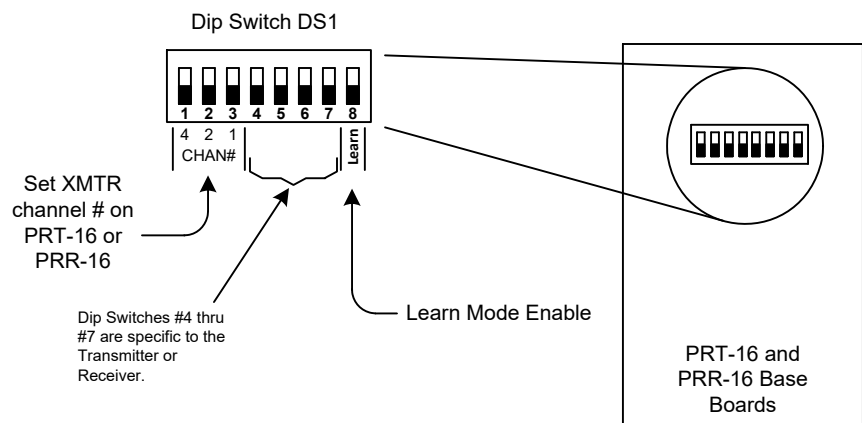 Dip Switch DS1
1 2 3 4 5 6 7 8
4 2 1
CHAN#
Learn
Set XMTR
channel # on
PRT-16 or
PRR-16
Dip Switches #4 thru
#7 are specific to the
Transmitter or
Receiver.
Learn Mode Enable
PRT-16 and
PRR-16 Base
Boards